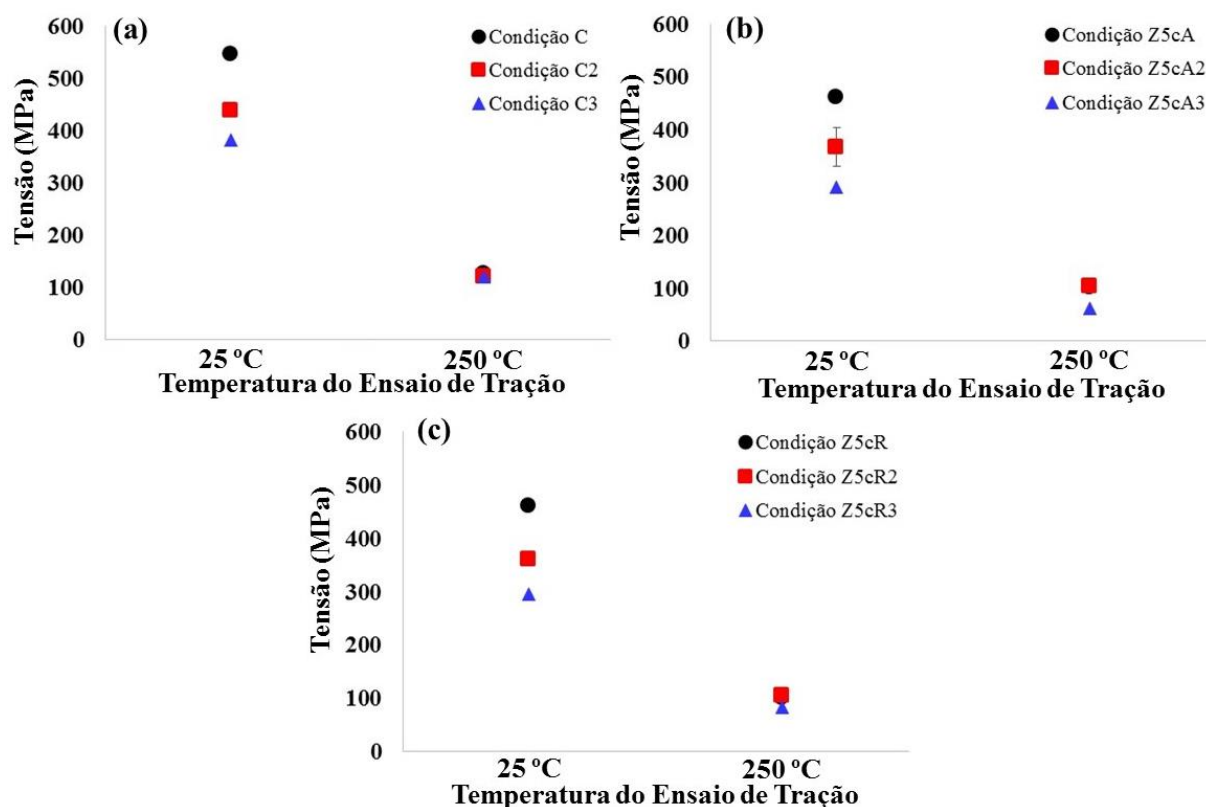 (a)
Tensão (MPa)
600
500
400
300
200
100
0
Condição C
Condição C2
Condição C3
25 ºC
250 ºC
Temperatura do Ensaio de Tração
(b)
Tensão (MPa)
600
500
400
300
200
100
0
Condição Z5cA
Condição Z5cA2
Condição Z5cA3
25 ºC
250 ºC
Temperatura do Ensaio de Tração
(c)
Tensão (MPa)
600
500
400
300
200
100
0
Condição Z5cR
Condição Z5cR2
Condição Z5cR3
25 ºC
250 ºC
Temperatura do Ensaio de Tração